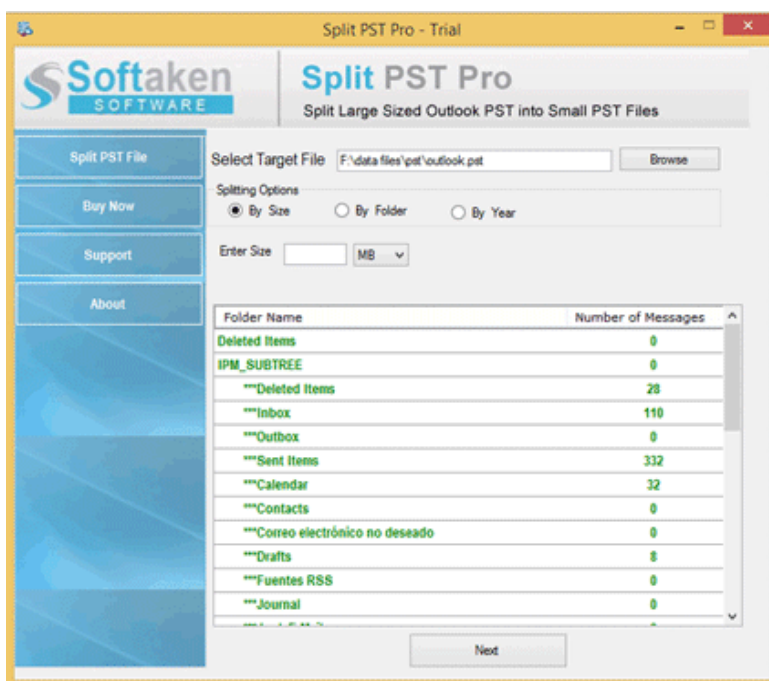 Split PST Pro - Trial
Softaken
SOFTWARE
Split PST Pro
Split Large Sized Outlook PST into Small PST Files
Split PST File
Buy Now
Support
About
Select Target File F:\data files\pst\outlook.pst Browse
Splitting Options
By Size By Folder By Year
Enter Size MB
Folder Name Number of Messages
Deleted Items 0
IPM_SUBTREE 0
***Deleted Items 28
***Inbox 110
***Outbox 0
***Sent Items 332
***Calendar 32
***Contacts 0
***Correo electrónico no deseado 0
***Drafts 8
***Fuentes RSS 0
***Journal 0
Next